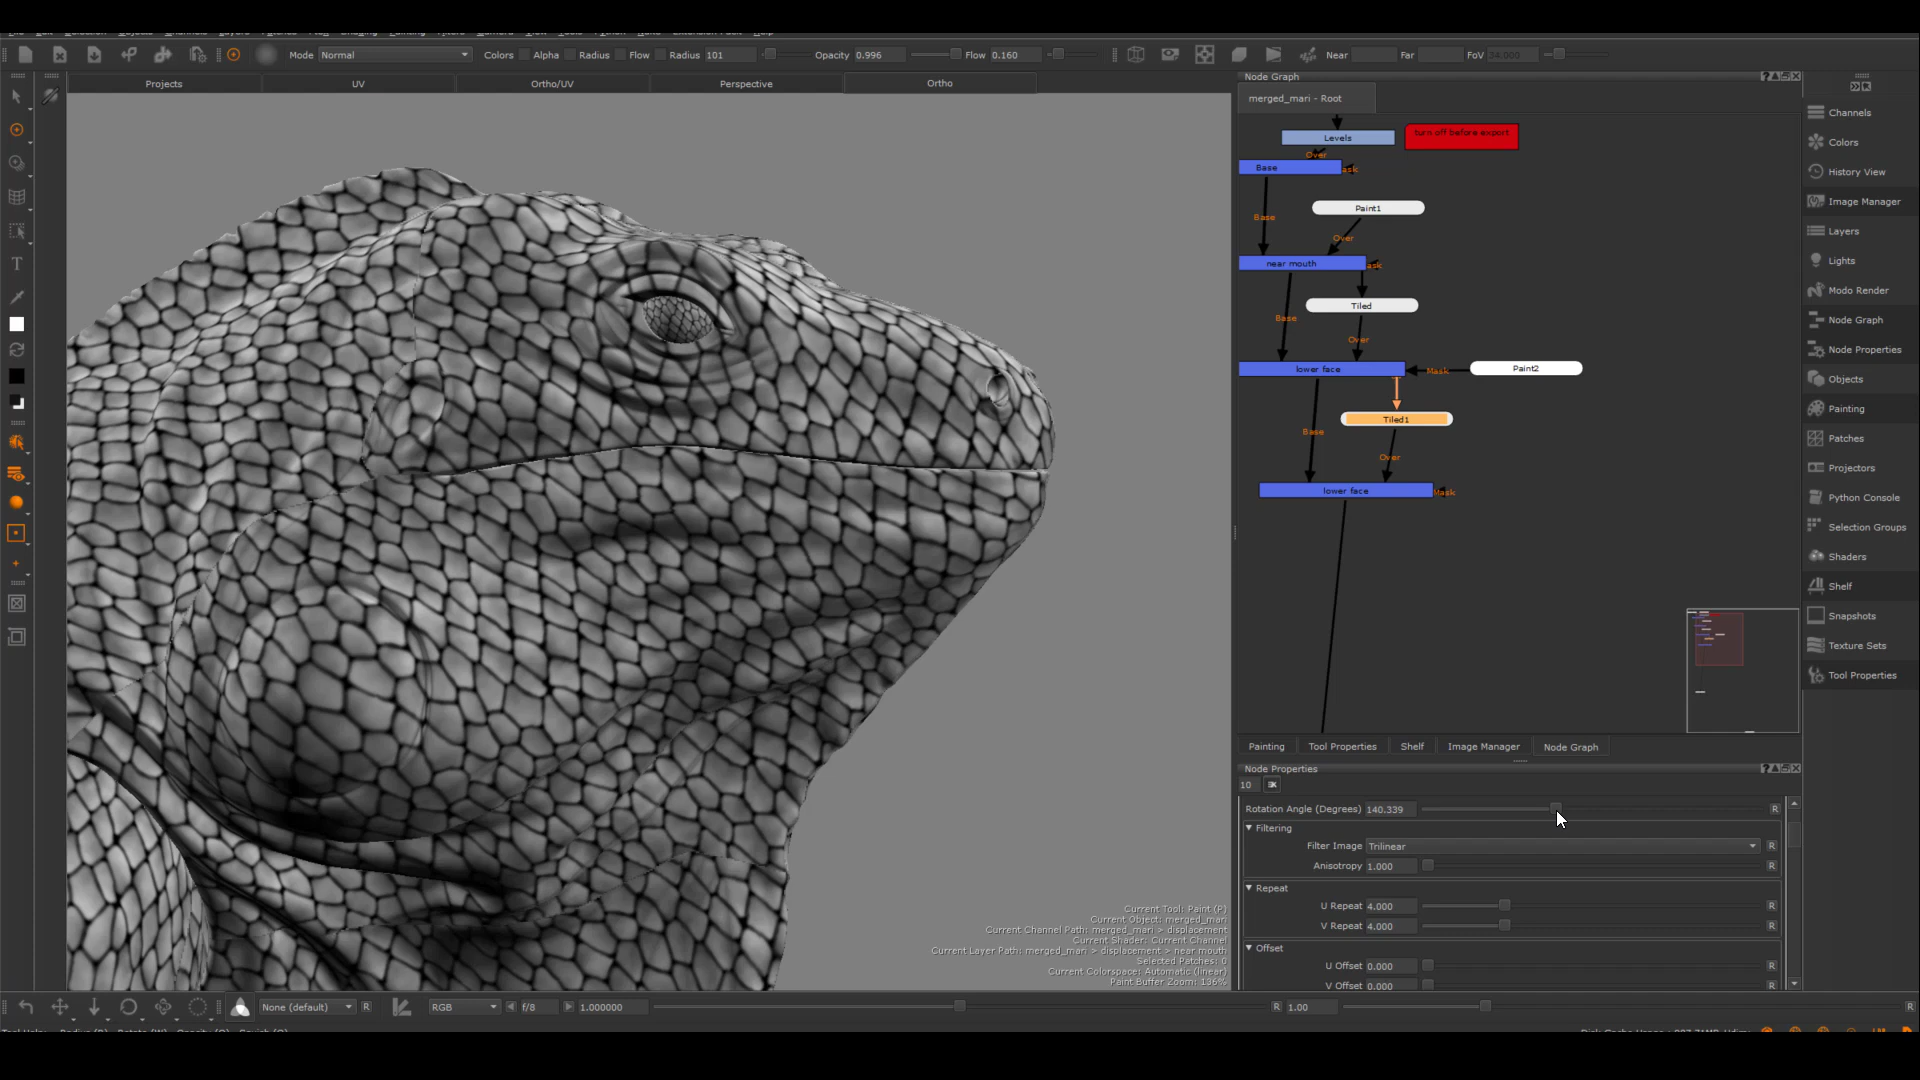 Mode Normal Colors Alpha Radius Flow Radius 101 Opacity 0.996 Flow 0.160 Near Far FoV 34.000
Projects UV Ortho/UV Perspective Ortho
Node Graph
merged_mari - Root
Levels
turn off before export
Over
Base
ask
Paint1
Base
Over
near mouth
ask
Tiled
Base
Over
lower face
Mask
Paint2
Tiled1
Base
Over
lower face
Mask
Painting Tool Properties Shelf Image Manager Node Graph
Node Properties
10
Rotation Angle (Degrees) 140.339 R
Filtering
Filter Image Trilinear R
Anisotropy 1.000 R
Repeat
U Repeat 4.000 R
V Repeat 4.000 R
Offset
U Offset 0.000 R
V Offset 0.000 R
Channels
Colors
History View
Image Manager
Layers
Lights
Modo Render
Node Graph
Node Properties
Objects
Painting
Patches
Projectors
Python Console
Selection Groups
Shaders
Shelf
Snapshots
Texture Sets
Tool Properties
Current Tool: Paint (P)
Current Object: merged_mari
Current Channel Path: merged_mari > displacement
Current Shader: Current Channel
Current Layer Path: merged_mari > displacement > near mouth
Selected Patches: 0
Current Colorspace: Automatic (linear)
Paint Buffer Zoom: 136%
None (default) R RGB f/8 1.000000 R 1.00 R